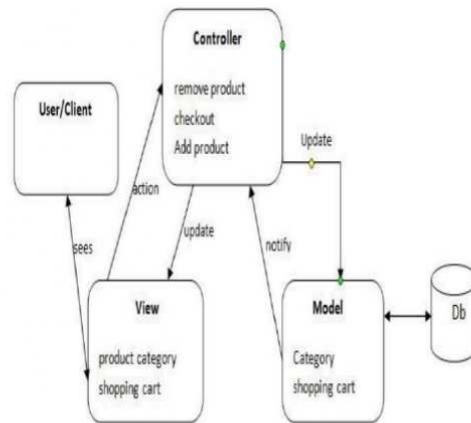 Controller
remove product
checkout
Add product
User/Client
Update
action
update
notify
sees
View
product category
shopping cart
Model
Category
shopping cart
Db